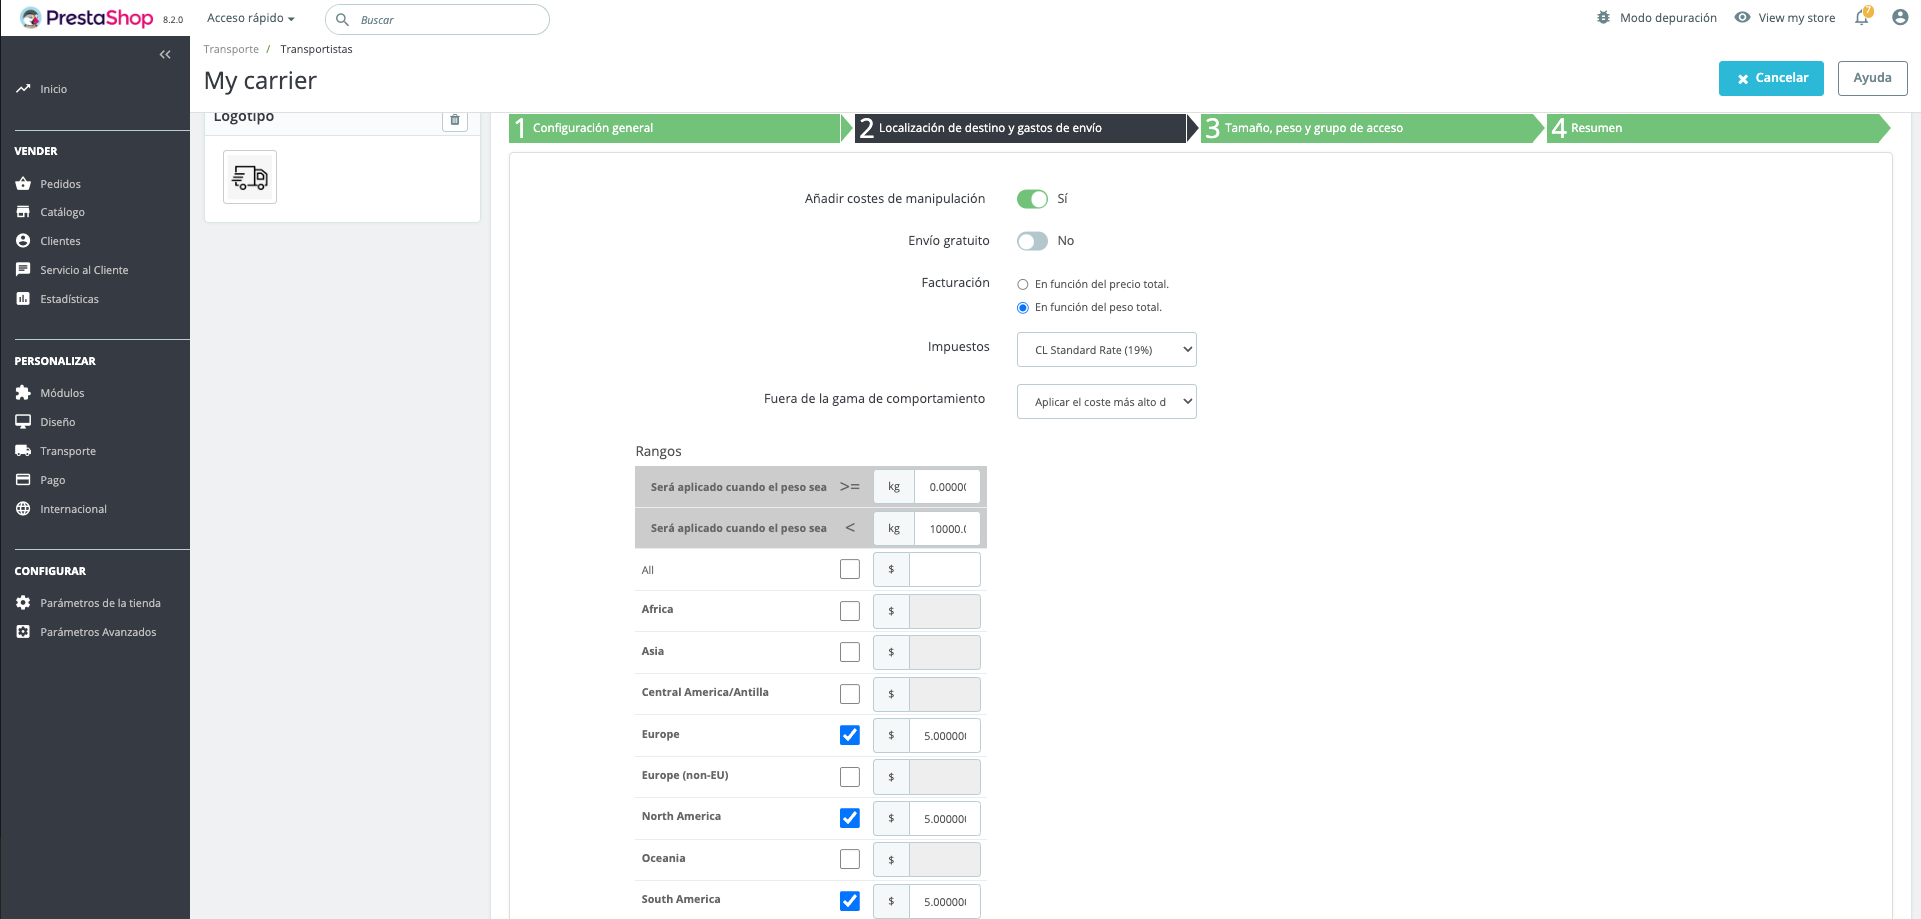 PrestaShop 8.2.0 Acceso rápido Buscar Modo depuración View my store 7
Transporte / Transportistas
My carrier
Cancelar
Ayuda
Inicio
VENDER
Pedidos
Catálogo
Clientes
Servicio al Cliente
Estadísticas
PERSONALIZAR
Módulos
Diseño
Transporte
Pago
Internacional
CONFIGURAR
Parámetros de la tienda
Parámetros Avanzados
Logotipo
1 Configuración general
2 Localización de destino y gastos de envío
3 Tamaño, peso y grupo de acceso
4 Resumen
Añadir costes de manipulación Sí
Envío gratuito No
Facturación En función del precio total.
En función del peso total.
Impuestos CL Standard Rate (19%)
Fuera de la gama de comportamiento Aplicar el coste más alto d
Rangos
Será aplicado cuando el peso sea >= kg 0.0000
Será aplicado cuando el peso sea < kg 10000.
All $
Africa $
Asia $
Central America/Antilla $
Europe $ 5.00000
Europe (non-EU) $
North America $ 5.00000
Oceania $
South America $ 5.00000